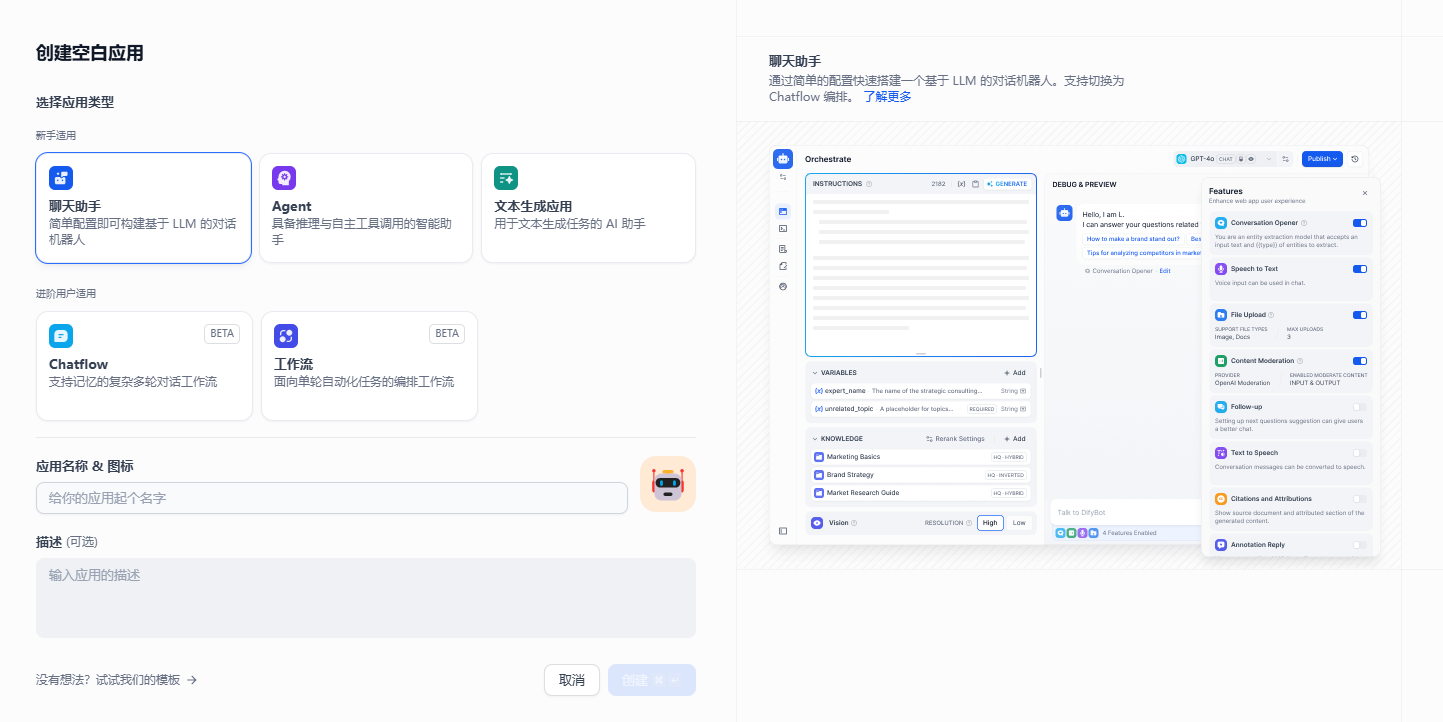 创建空白应用
选择应用类型
新手适用
聊天助手
简单配置即可构建基于 LLM 的对话
机器人
Agent
具备推理与自主工具调用的智能助
手
文本生成应用
用于文本生成任务的 AI 助手
进阶用户适用
BETA
Chatflow
支持记忆的复杂多轮对话工作流
BETA
工作流
面向单轮自动化任务的编排工作流
应用名称 & 图标
给你的应用起个名字
描述 (可选)
输入应用的描述
没有想法？试试我们的模板 →
取消
创建 ⌘ ↵
聊天助手
通过简单的配置快速搭建一个基于 LLM 的对话机器人。支持切换为
Chatflow 编排。 了解更多
Orchestrate
GPT-4o CHAT
Publish
INSTRUCTIONS
2182 {x} GENERATE
VARIABLES
+ Add
{x} expert_name · The name of the strategic consulting...
String
{x} unrelated_topic · A placeholder for topics...
REQUIRED String
KNOWLEDGE
Rerank Settings
+ Add
Marketing Basics
HQ · HYBRID
Brand Strategy
HQ · INVERTED
Market Research Guide
HQ · HYBRID
Vision
RESOLUTION High Low
DEBUG & PREVIEW
Hello, I am L.
I can answer your questions related
How to make a brand stand out? Bes
Tips for analyzing competitors in market
Conversation Opener · Edit
Talk to DifyBot
4 Features Enabled
Features
Enhance web app user experience
Conversation Opener
You are an entity extraction model that accepts an
input text and {{type}} of entities to extract.
Speech to Text
Voice input can be used in chat.
File Upload
SUPPORT FILE TYPES MAX UPLOADS
Image, Docs 3
Content Moderation
PROVIDER ENABLED MODERATE CONTENT
OpenAI Moderation INPUT & OUTPUT
Follow-up
Setting up next questions suggestion can give users
a better chat.
Text to Speech
Conversation messages can be converted to speech.
Citations and Attributions
Show source document and attributed section of the
generated content.
Annotation Reply